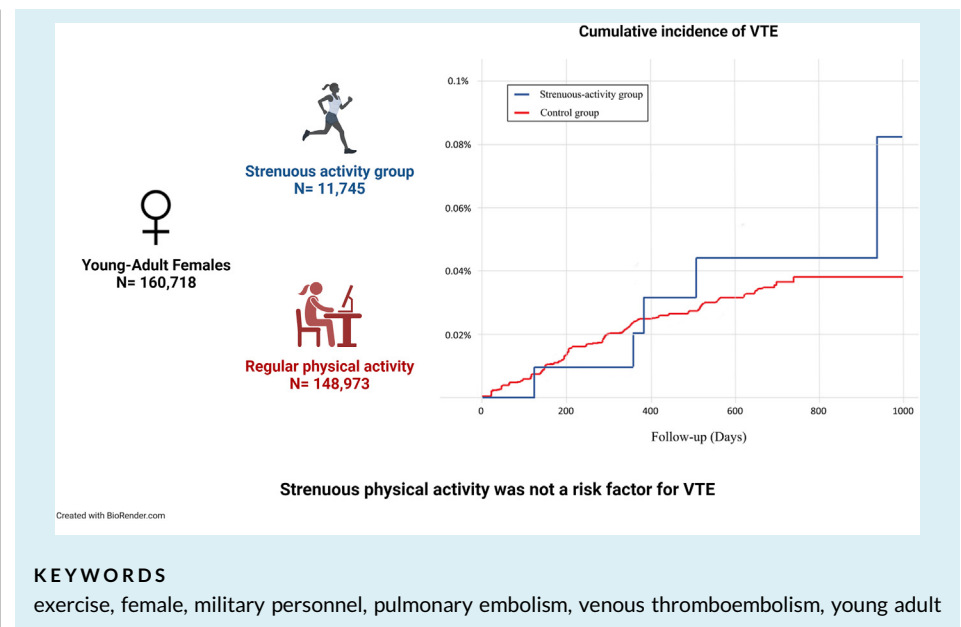 Cumulative incidence of VTE
Strenuous activity group
N= 11,745
Young-Adult Females
N= 160,718
Regular physical activity
N= 148,973
0.1%
0.08%
0.06%
0.04%
0.02%
Strenuous-activity group
Control group
0 200 400 600 800 1000
Follow-up (Days)
Strenuous physical activity was not a risk factor for VTE
Created with BioRender.com
KEYWORDS
exercise, female, military personnel, pulmonary embolism, venous thromboembolism, young adult